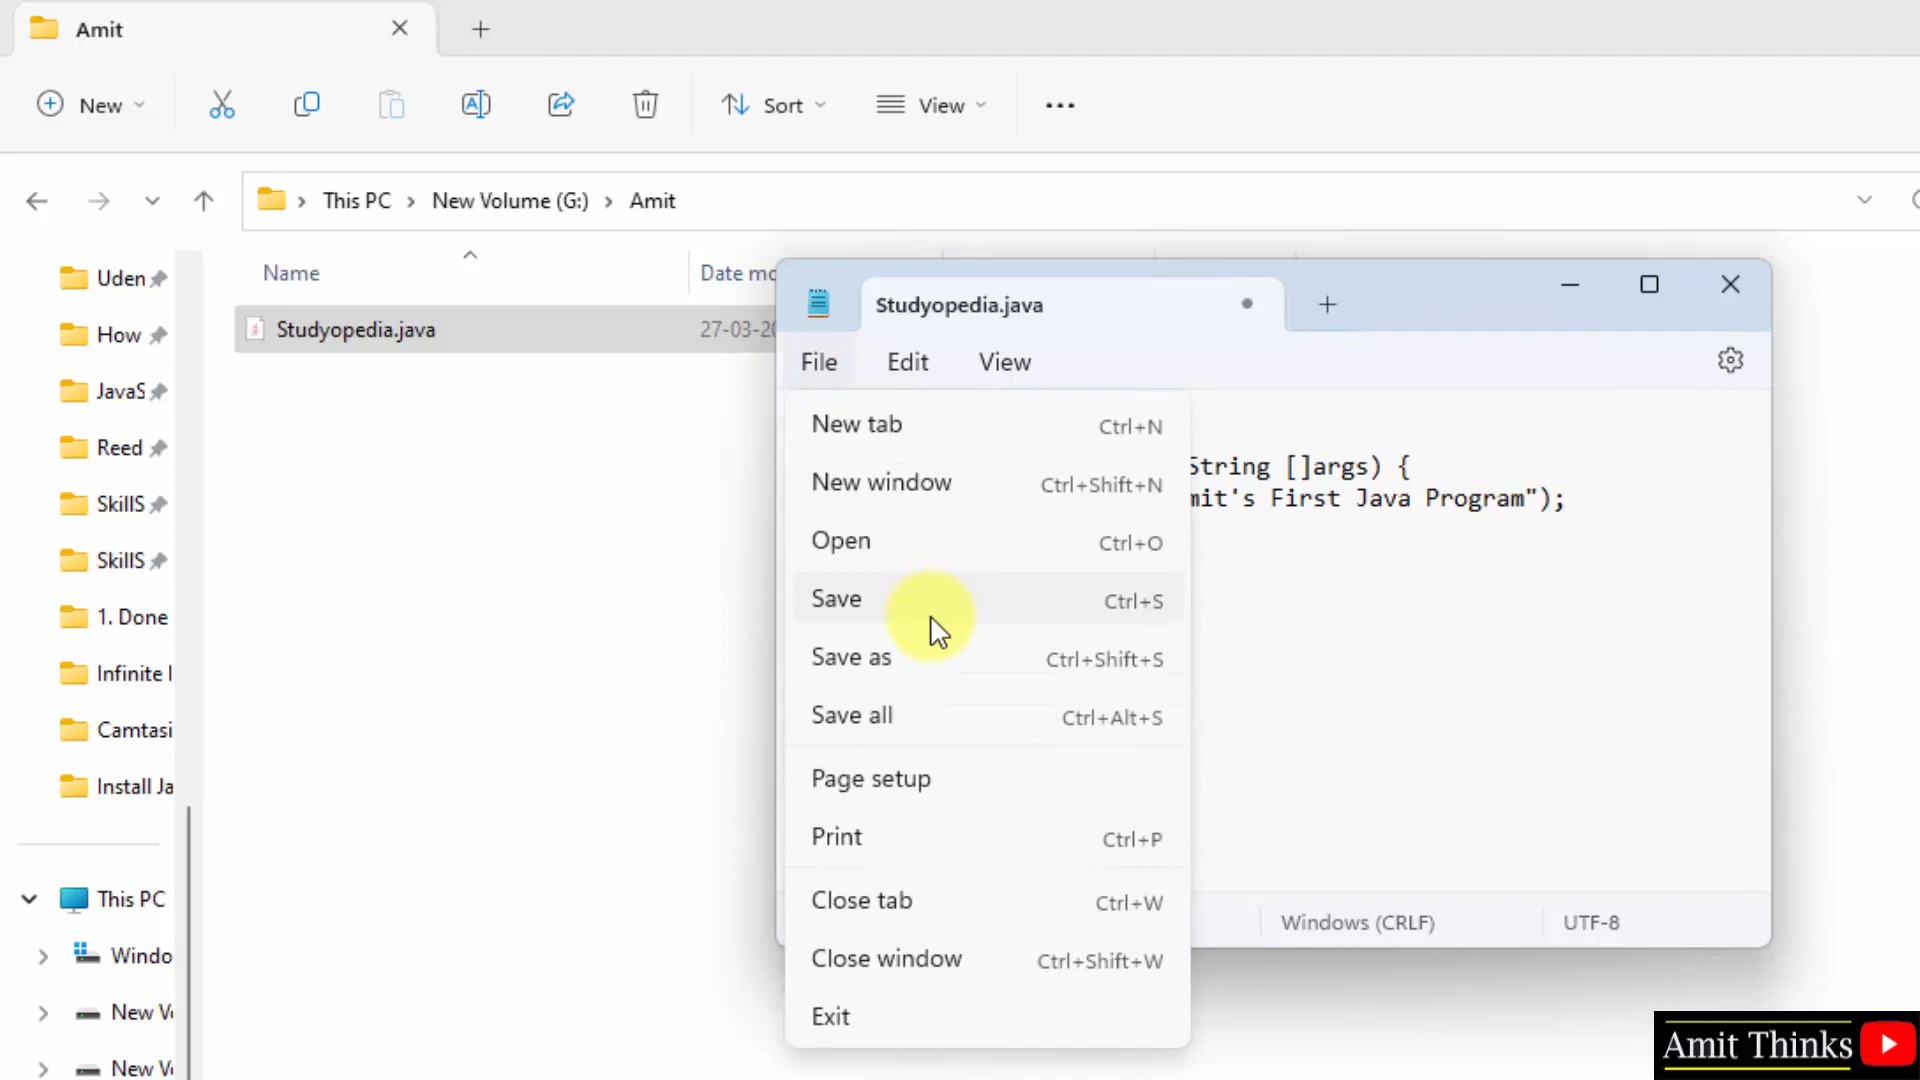 Amit
New
Sort
View
This PC > New Volume (G:) > Amit
Name
Date mo
Studyopedia.java
27-03-20
Uden
How
JavaS
Reed
SkillS
SkillS
1. Done
Infinite I
Camtasi
Install Ja
This PC
Windo
New Vo
New Vo
Studyopedia.java
File Edit View
New tab Ctrl+N
New window Ctrl+Shift+N
Open Ctrl+O
Save Ctrl+S
Save as Ctrl+Shift+S
Save all Ctrl+Alt+S
Page setup
Print Ctrl+P
Close tab Ctrl+W
Close window Ctrl+Shift+W
Exit
String []args) {
mit's First Java Program");
Windows (CRLF)
UTF-8
Amit Thinks